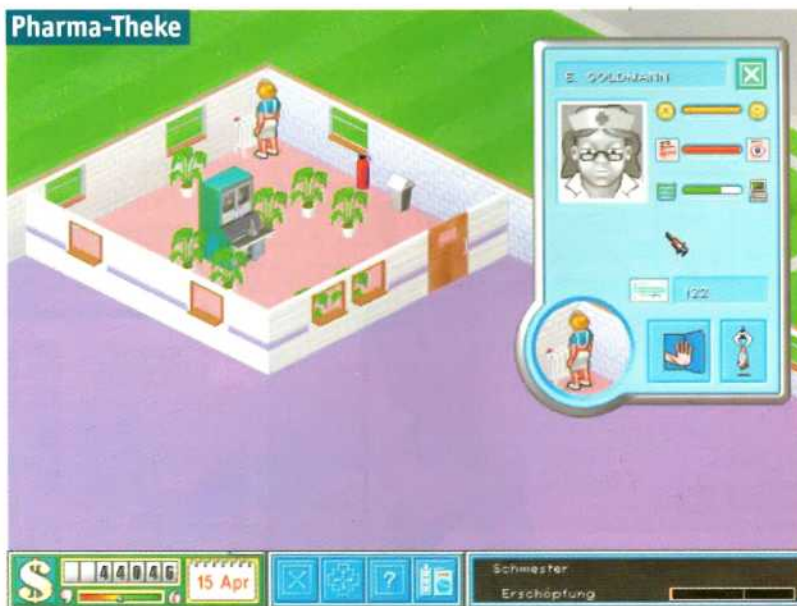 Pharma-Theke
E. GOLDMANN
122
$ 44046
15 Apr
?
Schwester
Erschöpfung